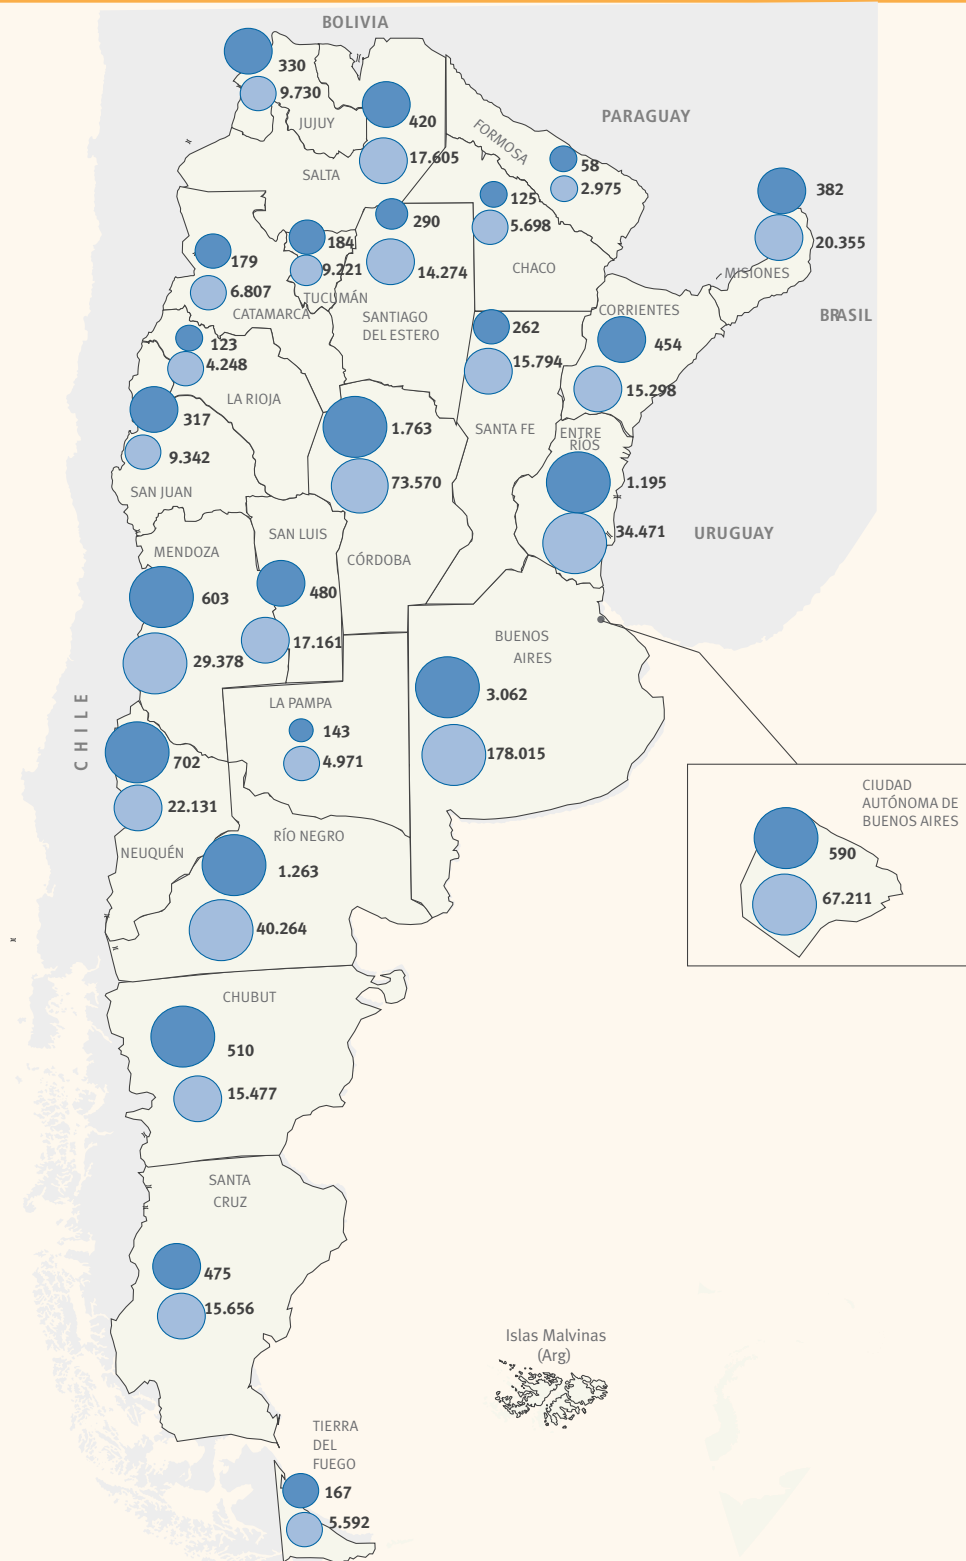 BOLIVIA
330
9.730
JUJUY
420
17.605
SALTA
PARAGUAY
FORMOSA
58
2.975
125
5.698
CHACO
382
20.355
MISIONES
BRASIL
290
14.274
SANTIAGO
DEL ESTERO
184
9.221
TUCUMÁN
179
6.807
CATAMARCA
123
4.248
LA RIOJA
262
15.794
SANTA FE
CORRIENTES
454
15.298
317
9.342
SAN JUAN
1.763
73.570
CÓRDOBA
ENTRE
RÍOS
1.195
34.471
URUGUAY
SAN LUIS
480
17.161
MENDOZA
603
29.378
BUENOS
AIRES
3.062
178.015
CHILE
LA PAMPA
143
4.971
702
22.131
NEUQUÉN
RÍO NEGRO
1.263
40.264
CIUDAD
AUTÓNOMA DE
BUENOS AIRES
590
67.211
CHUBUT
510
15.477
SANTA
CRUZ
475
15.656
Islas Malvinas
(Arg)
TIERRA
DEL
FUEGO
167
5.592